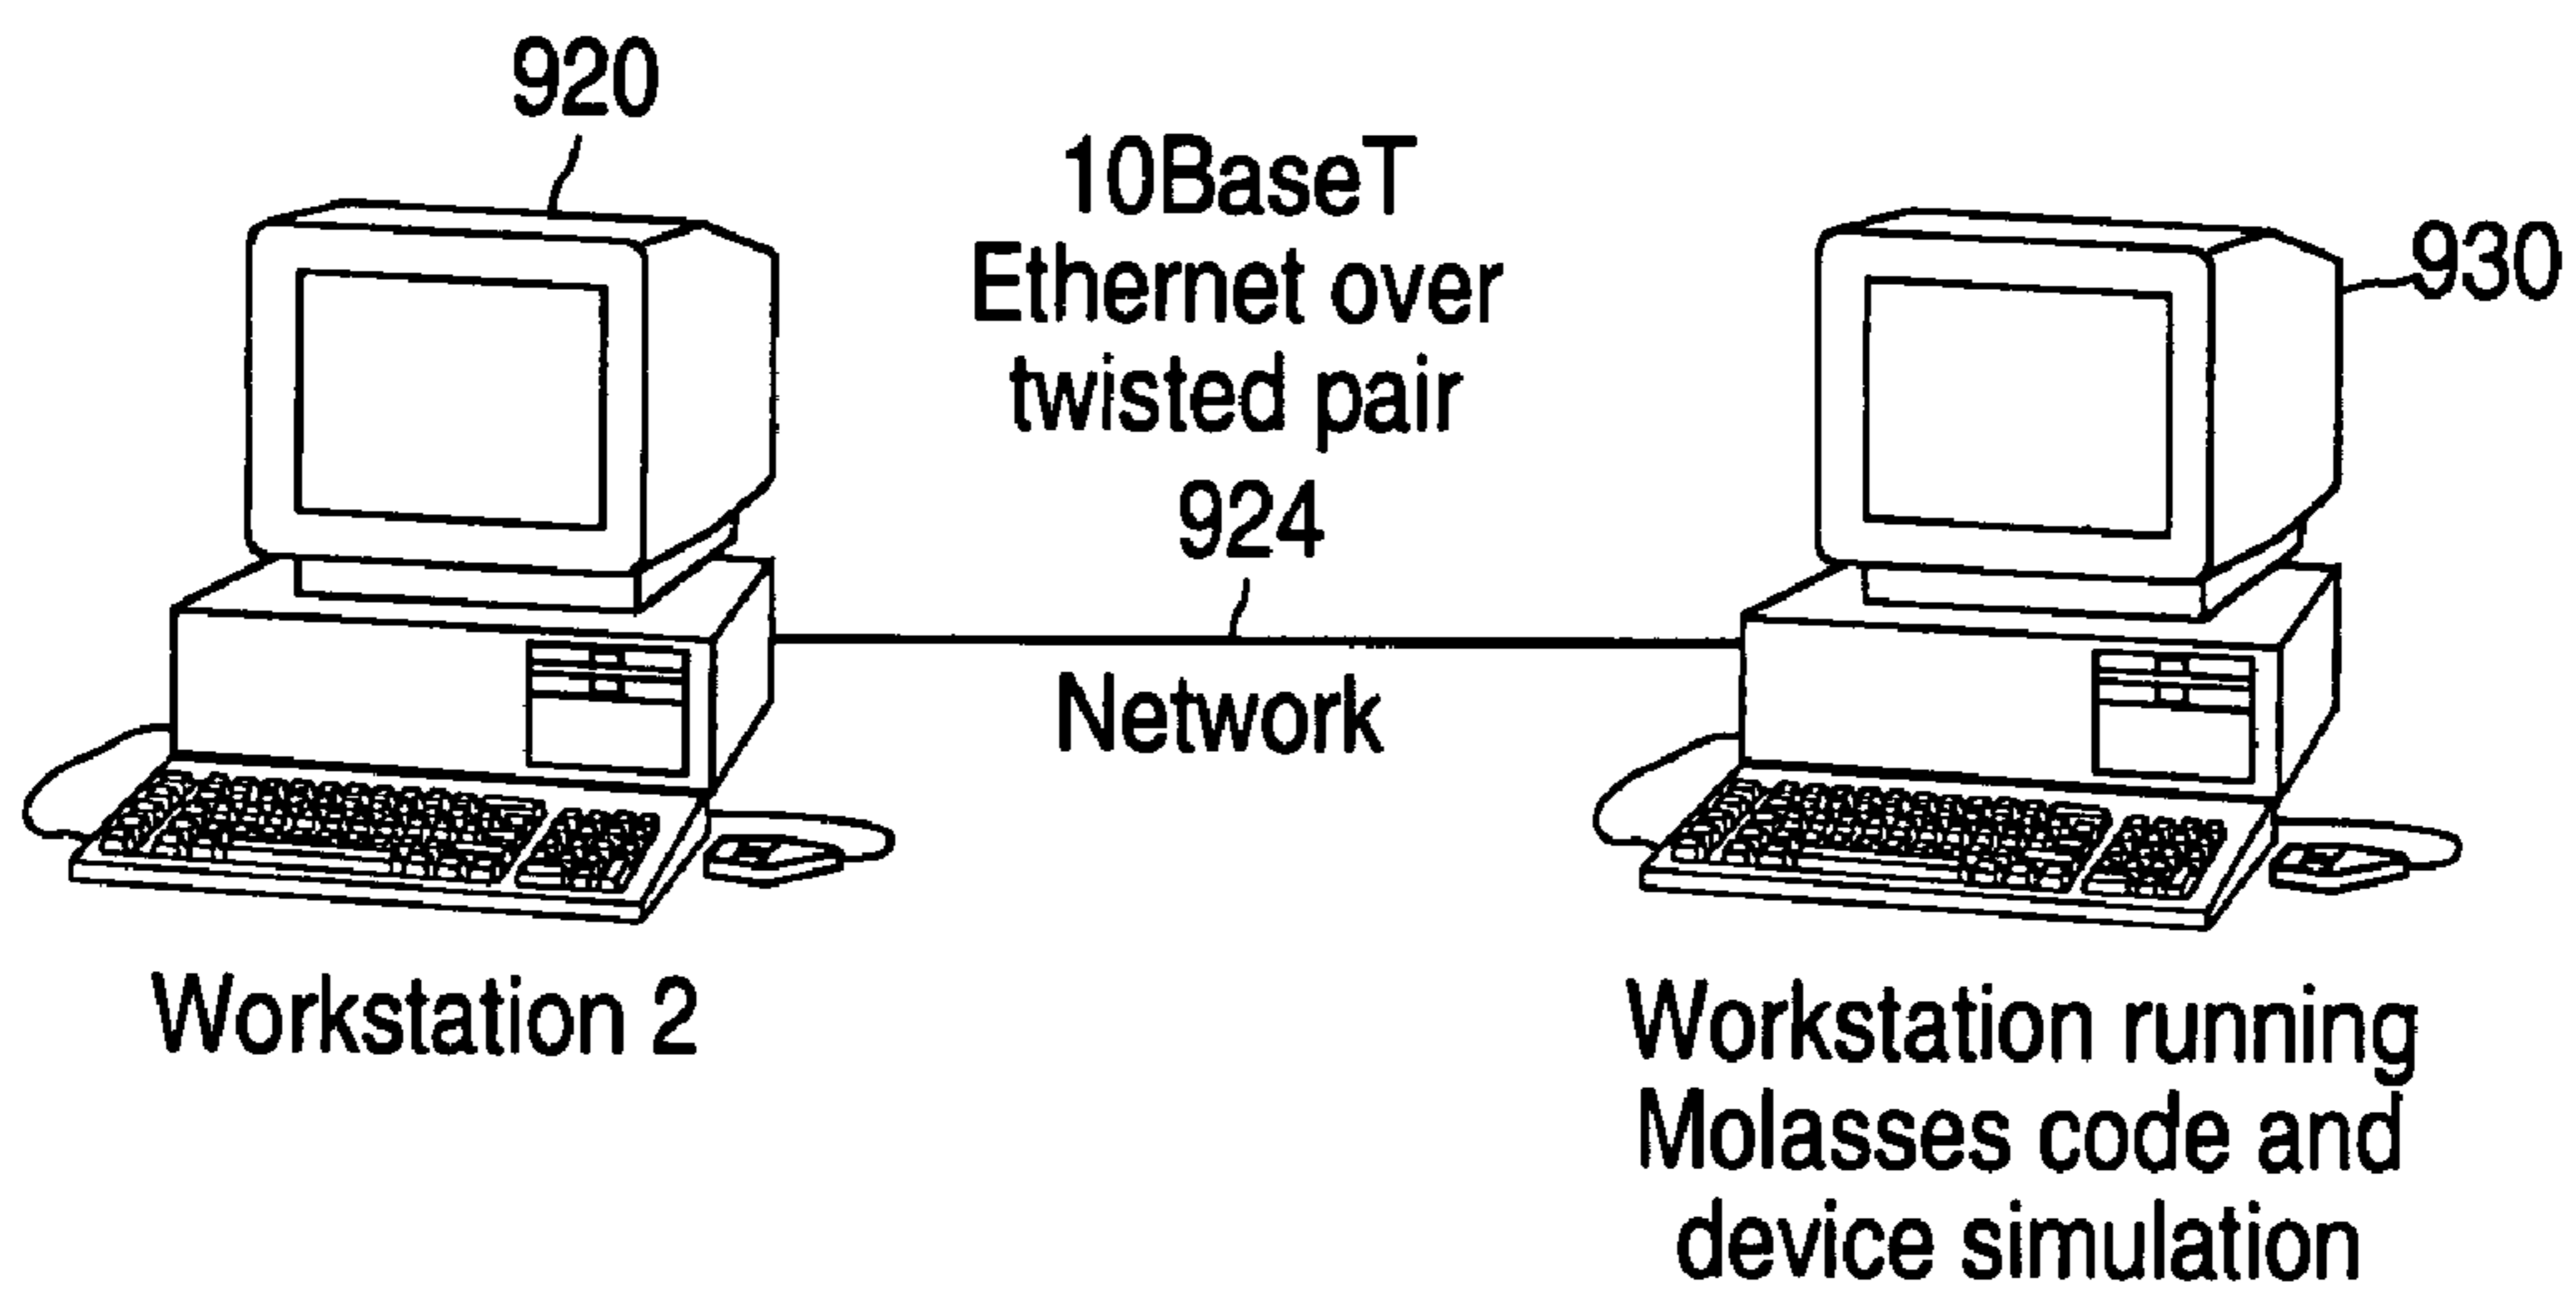 920
10BaseT
Ethernet over
twisted pair
924
930
Network
Workstation 2
Workstation running
Molasses code and
device simulation